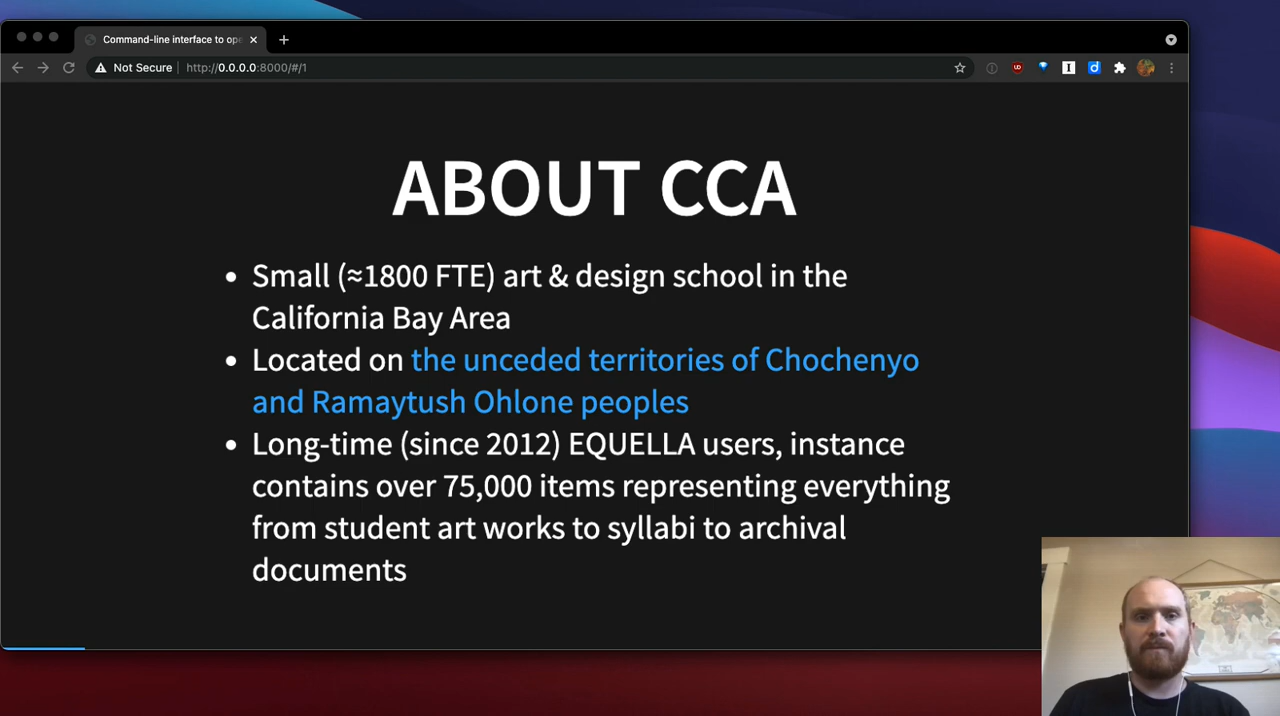 Command-line interface to ope
Not Secure http://0.0.0.0:8000/#/1
ABOUT CCA
• Small (≈1800 FTE) art & design school in the
California Bay Area
• Located on the unceded territories of Chochenyo
and Ramaytush Ohlone peoples
• Long-time (since 2012) EQUELLA users, instance
contains over 75,000 items representing everything
from student art works to syllabi to archival
documents